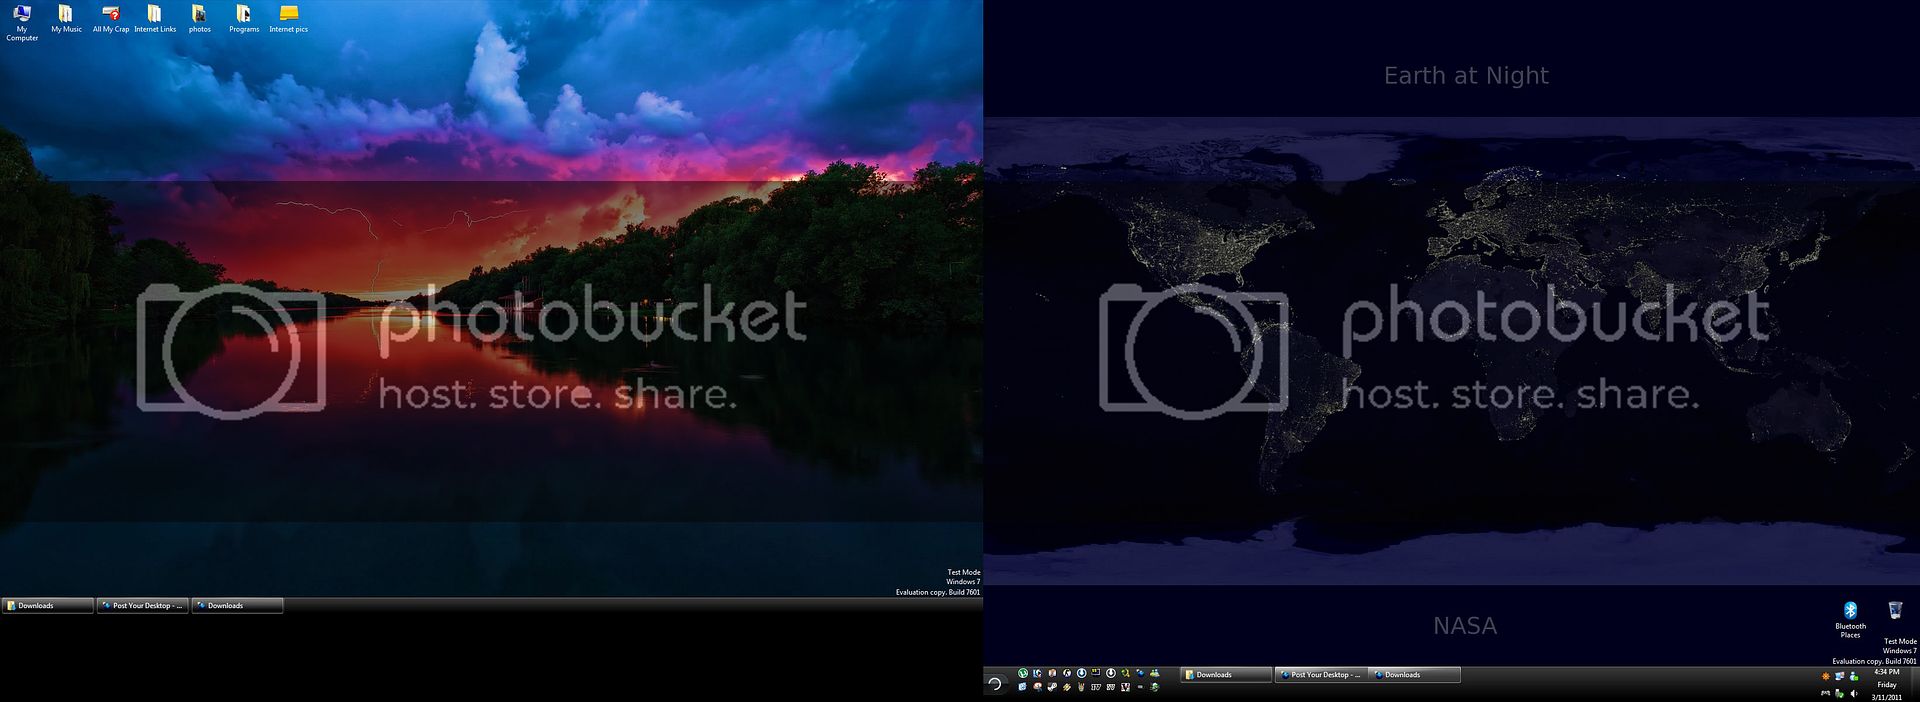 My Computer
My Music
All My Crap
Internet Links
photos
Programs
Internet pics
photobucket
host. store. share.
Test Mode
Windows 7
Evaluation copy. Build 7601
Downloads
Post Your Desktop - ...
Downloads
Earth at Night
photobucket
host. store. share.
NASA
Bluetooth Places
Test Mode
Windows 7
Evaluation copy. Build 7601
Downloads
Post Your Desktop - ...
Downloads
4:34 PM
Friday
3/11/2011